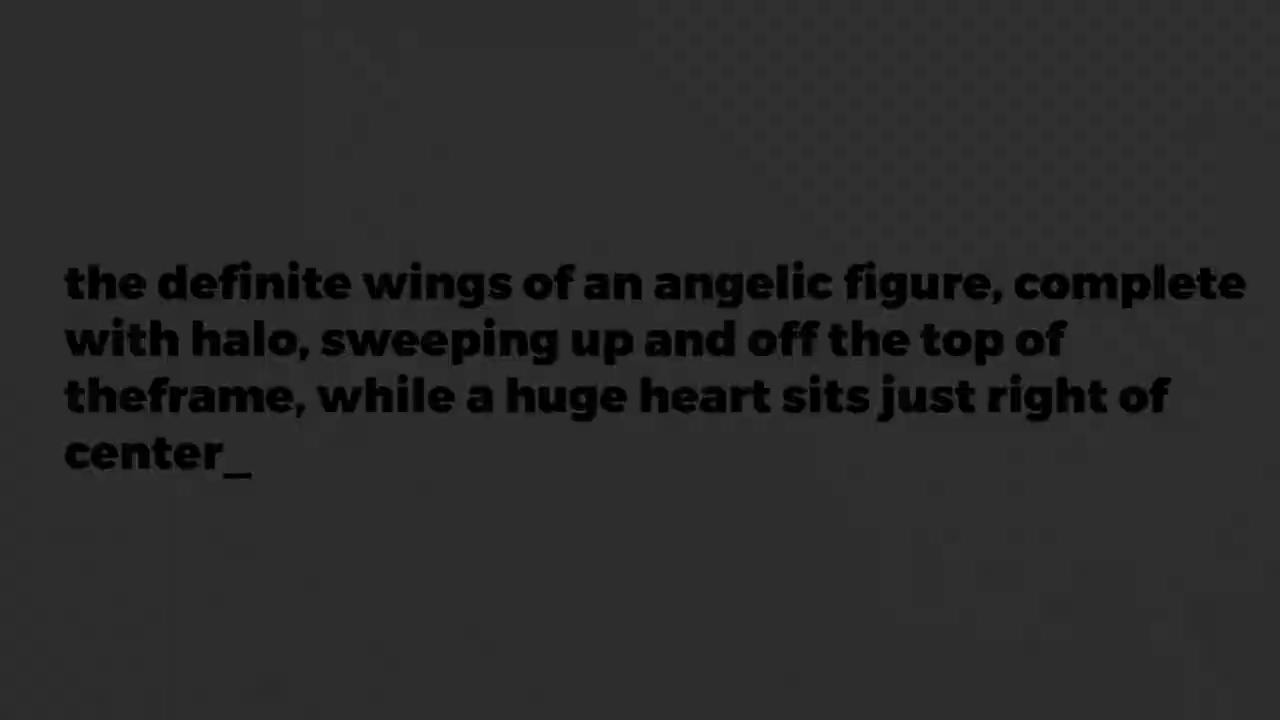 the definite wings of an angelic figure, complete
with halo, sweeping up and off the top of
theframe, while a huge heart sits just right of
center_